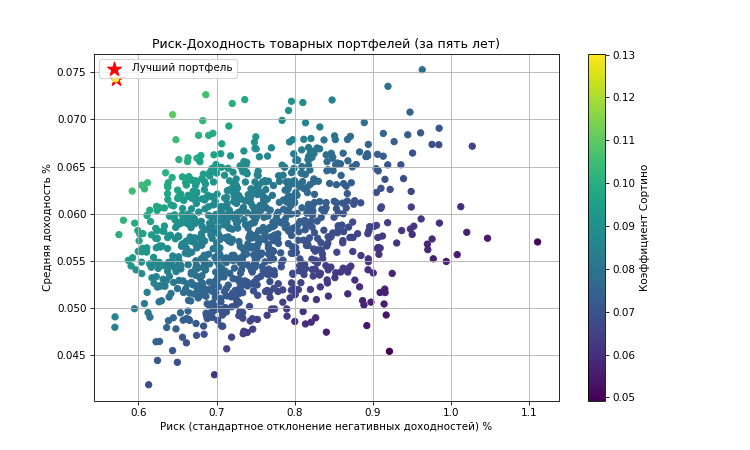 Риск-Доходность товарных портфелей (за пять лет)
Лучший портфель
Средняя доходность %
0.075
0.070
0.065
0.060
0.055
0.050
0.045
0.6 0.7 0.8 0.9 1.0 1.1
Риск (стандартное отклонение негативных доходностей) %
0.13
0.12
0.11
0.10
0.09
0.08
0.07
0.06
0.05
Коэффициент Сортино